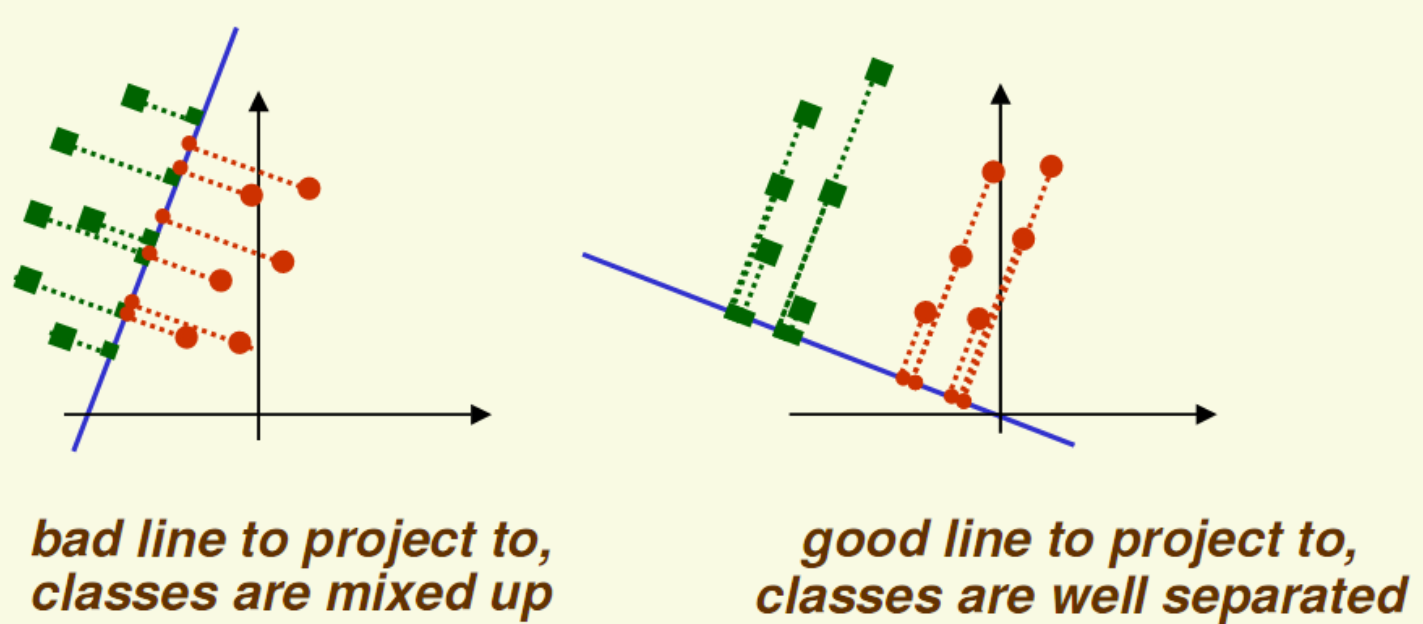 bad line to project to,
classes are mixed up
good line to project to,
classes are well separated